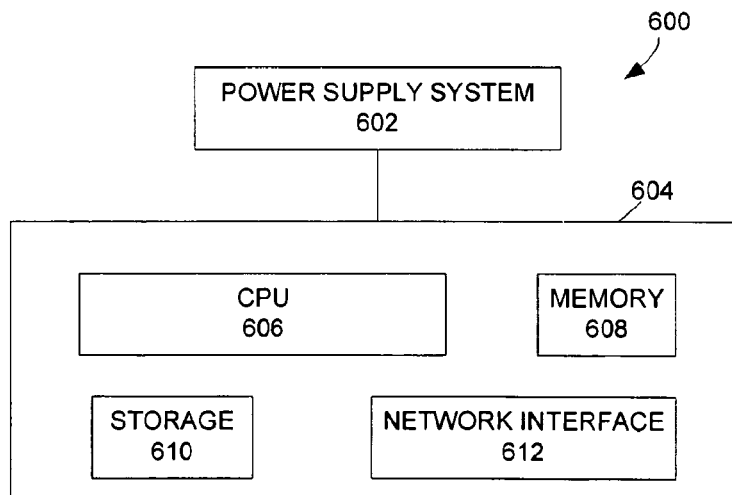 600
POWER SUPPLY SYSTEM
602
604
CPU
606
MEMORY
608
STORAGE
610
NETWORK INTERFACE
612